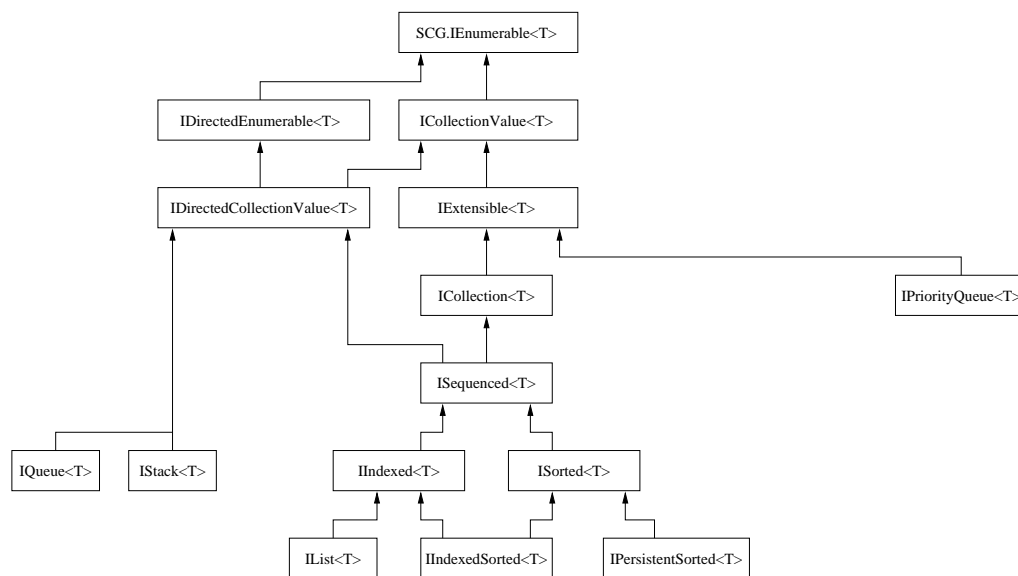 SCG.IEnumerable<T>
IDirectedEnumerable<T>
ICollectionValue<T>
IDirectedCollectionValue<T>
IExtensible<T>
ICollection<T>
IPriorityQueue<T>
ISequenced<T>
IQueue<T>
IStack<T>
IIndexed<T>
ISorted<T>
IList<T>
IIndexedSorted<T>
IPersistentSorted<T>